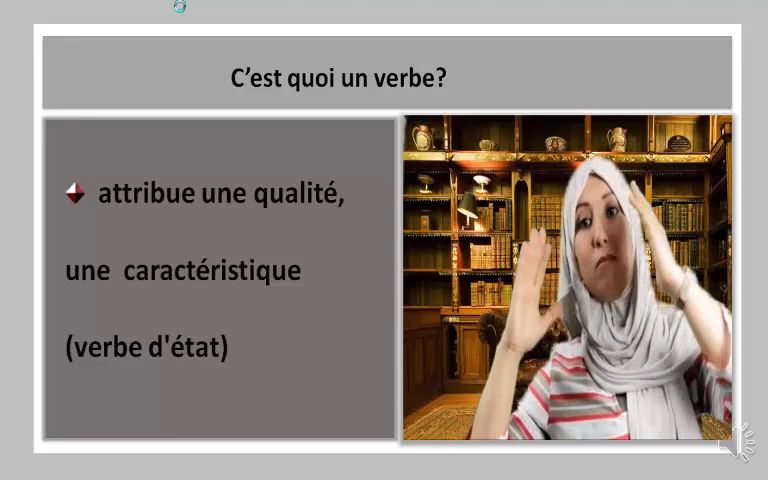 C’est quoi un verbe?
attribue une qualité,
une caractéristique
(verbe d'état)